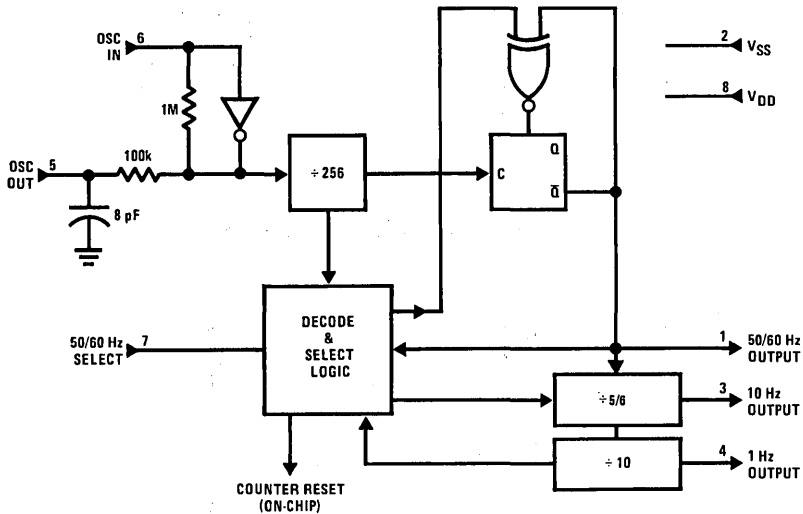 OSC
IN
6
1M
OSC
OUT
5
100k
8 pF
÷ 256
C
Q
Q̅
2
VSS
8
VDD
DECODE
&
SELECT
LOGIC
50/60 Hz
SELECT
7
1
50/60 Hz
OUTPUT
÷5/6
3
10 Hz
OUTPUT
÷ 10
4
1 Hz
OUTPUT
COUNTER RESET
(ON-CHIP)